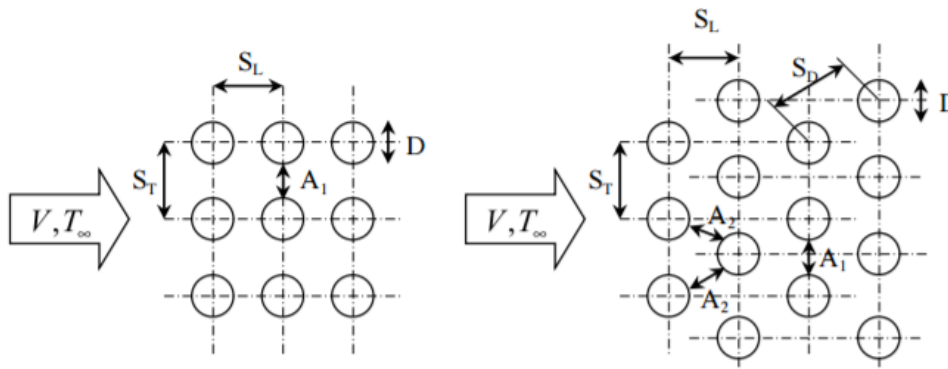 S_L
D
S_T
A_1
V, T_∞
S_L
S_D
D
S_T
A_2
A_1
A_2
V, T_∞